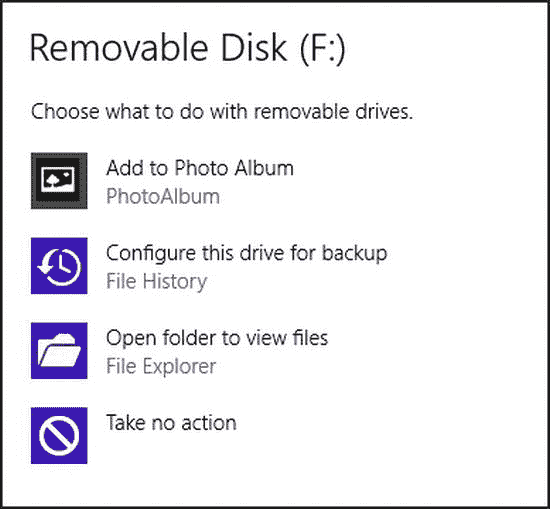 Removable Disk (F:)
Choose what to do with removable drives.
Add to Photo Album
PhotoAlbum
Configure this drive for backup
File History
Open folder to view files
File Explorer
Take no action